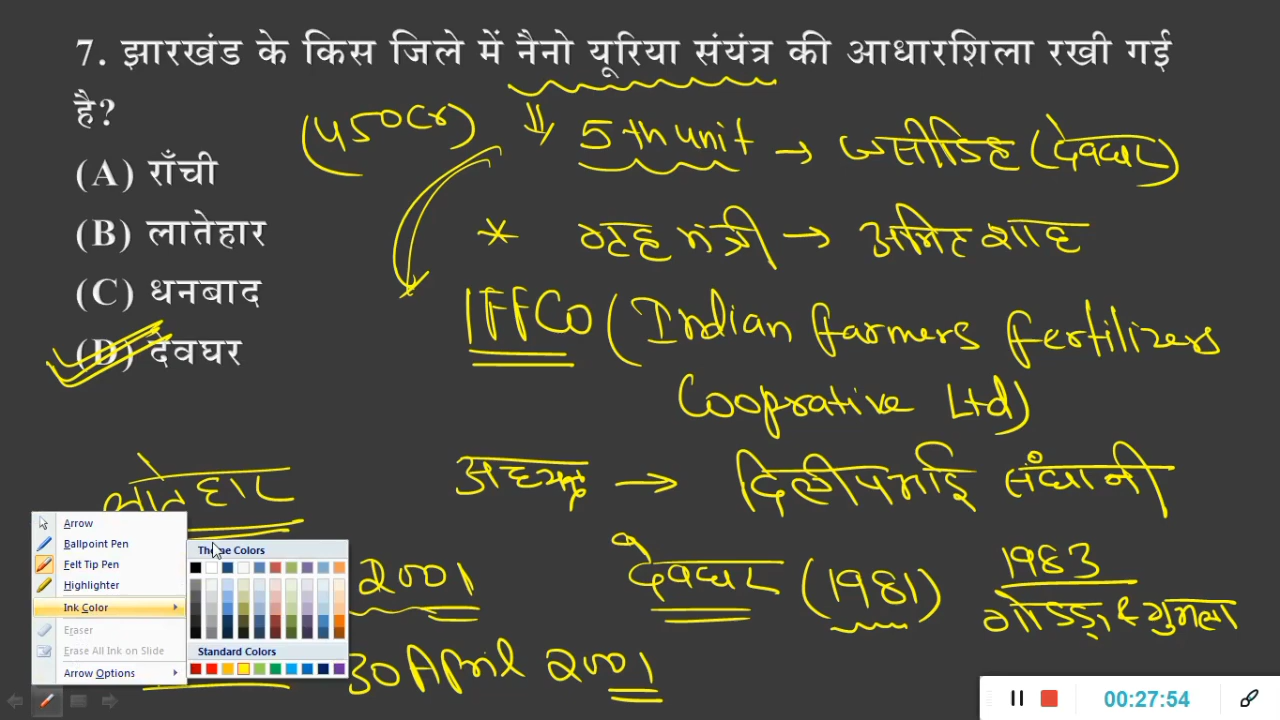 7. झारखंड के किस जिले में नैनो यूरिया संयंत्र की आधारशिला रखी गई
है?
(450Cr) 5th unit → जसीडिह (देवघर)
(A) राँची
(B) लातेहार
* गृह मंत्री → अमित शाह
(C) धनबाद
IFFCO (Indian farmers fertilizers
(D) देवघर
Cooprative Ltd)
अध्यक्ष → दिलीपभाई संघानी
लातेहार
Arrow
Ballpoint Pen
Felt Tip Pen
Highlighter
Ink Color
Eraser
Erase All Ink on Slide
Arrow Options
Theme Colors
Standard Colors
2001
देवघर (1981)
1983
गोड्डा & गुमला
30 April 2001
00:27:54